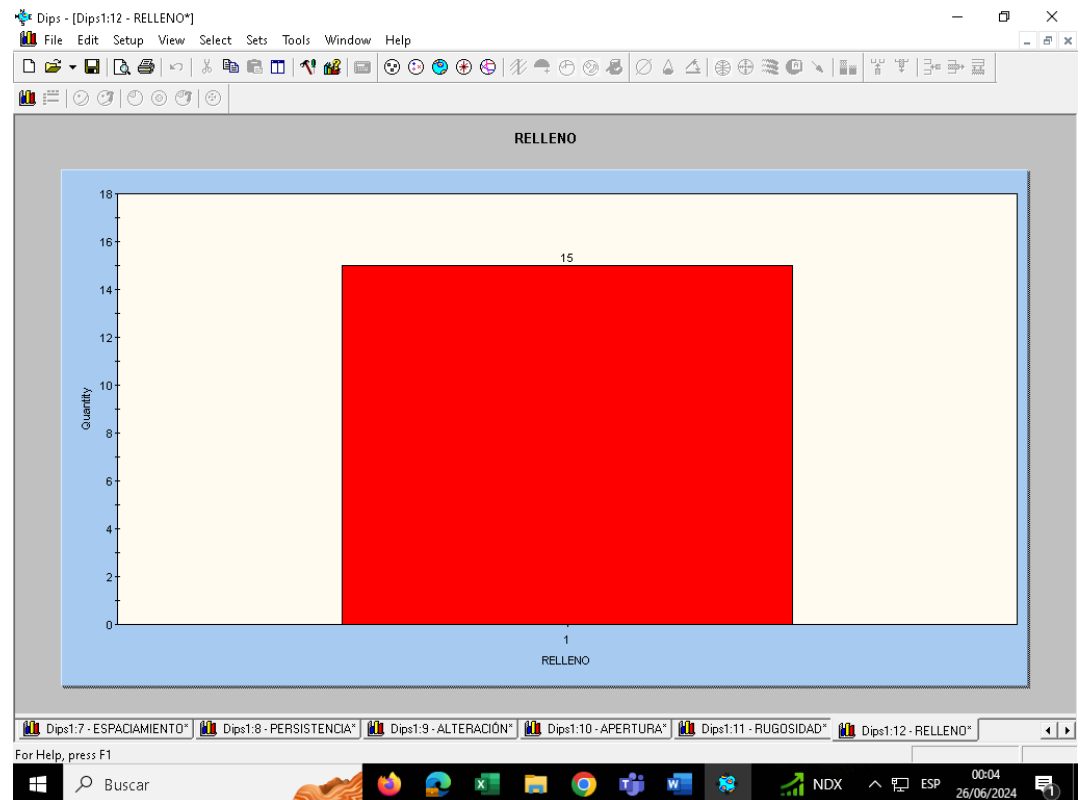 Dips - [Dips1:12 - RELLENO*]
File Edit Setup View Select Sets Tools Window Help
RELLENO
18
16
15
14
12
10
Quantity
8
6
4
2
0
1
RELLENO
Dips1:7 - ESPACIAMIENTO* Dips1:8 - PERSISTENCIA* Dips1:9 - ALTERACIÓN* Dips1:10 - APERTURA* Dips1:11 - RUGOSIDAD* Dips1:12 - RELLENO*
For Help, press F1
Buscar NDX ESP 00:04
26/06/2024 1